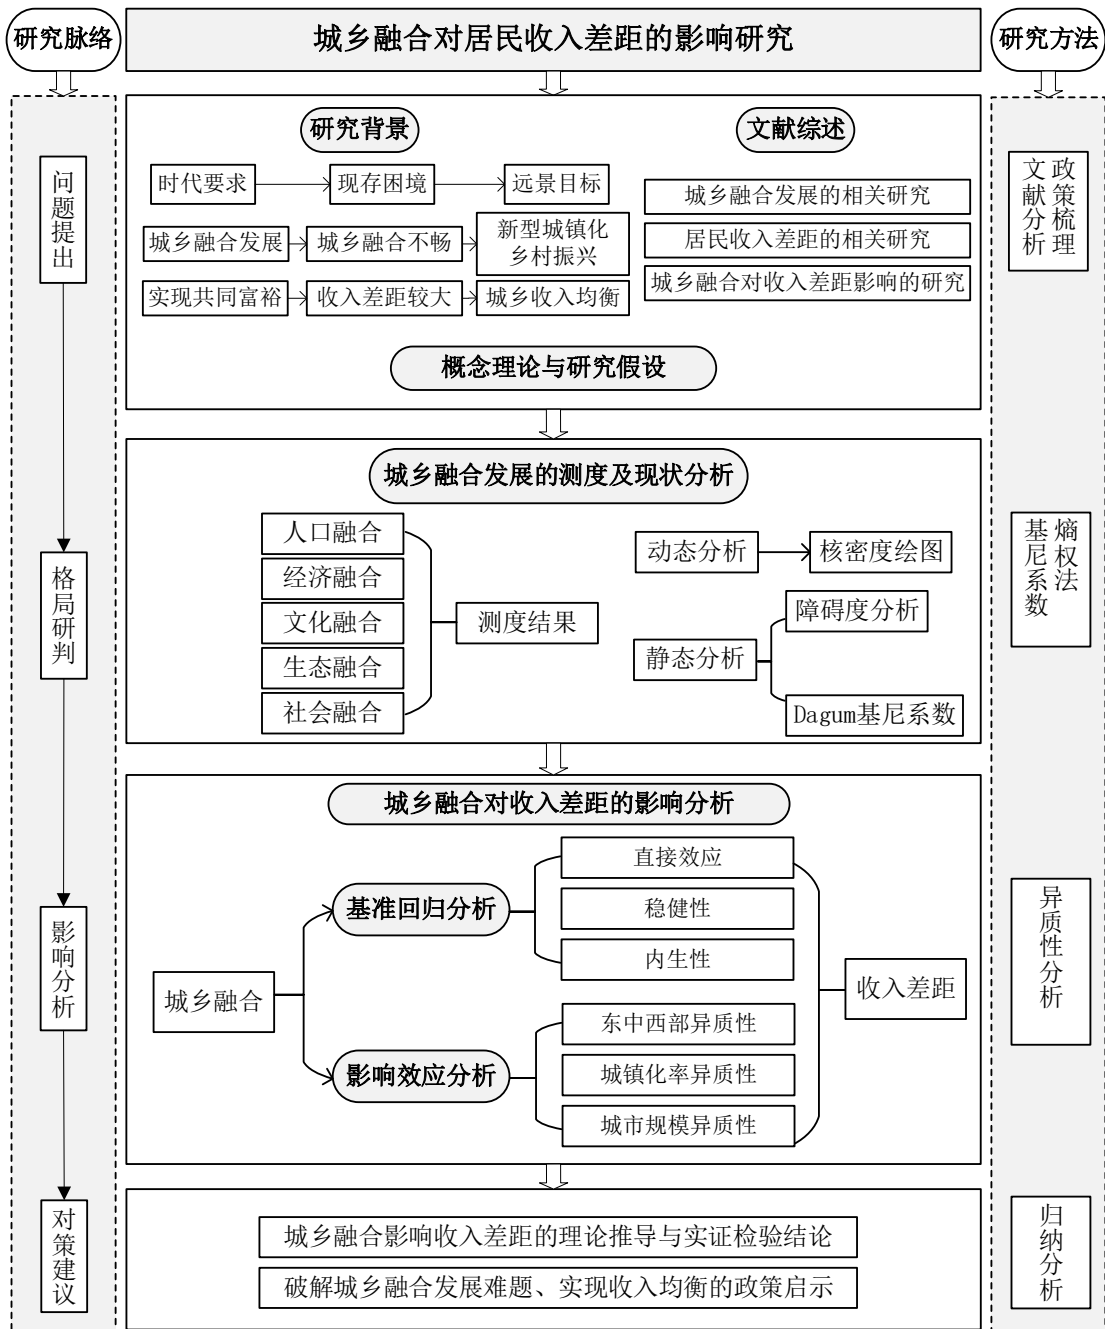 研究脉络
城乡融合对居民收入差距的影响研究
研究方法
问题提出
研究背景
文献综述
时代要求
现存困境
远景目标
城乡融合发展
城乡融合不畅
新型城镇化
乡村振兴
实现共同富裕
收入差距较大
城乡收入均衡
城乡融合发展的相关研究
居民收入差距的相关研究
城乡融合对收入差距影响的研究
概念理论与研究假设
政策梳理
文献分析
格局研判
城乡融合发展的测度及现状分析
人口融合
经济融合
文化融合
生态融合
社会融合
测度结果
动态分析
核密度绘图
静态分析
障碍度分析
Dagum基尼系数
熵权法
基尼系数
影响分析
城乡融合对收入差距的影响分析
城乡融合
基准回归分析
直接效应
稳健性
内生性
影响效应分析
东中西部异质性
城镇化率异质性
城市规模异质性
收入差距
异质性分析
对策建议
城乡融合影响收入差距的理论推导与实证检验结论
破解城乡融合发展难题、实现收入均衡的政策启示
归纳分析